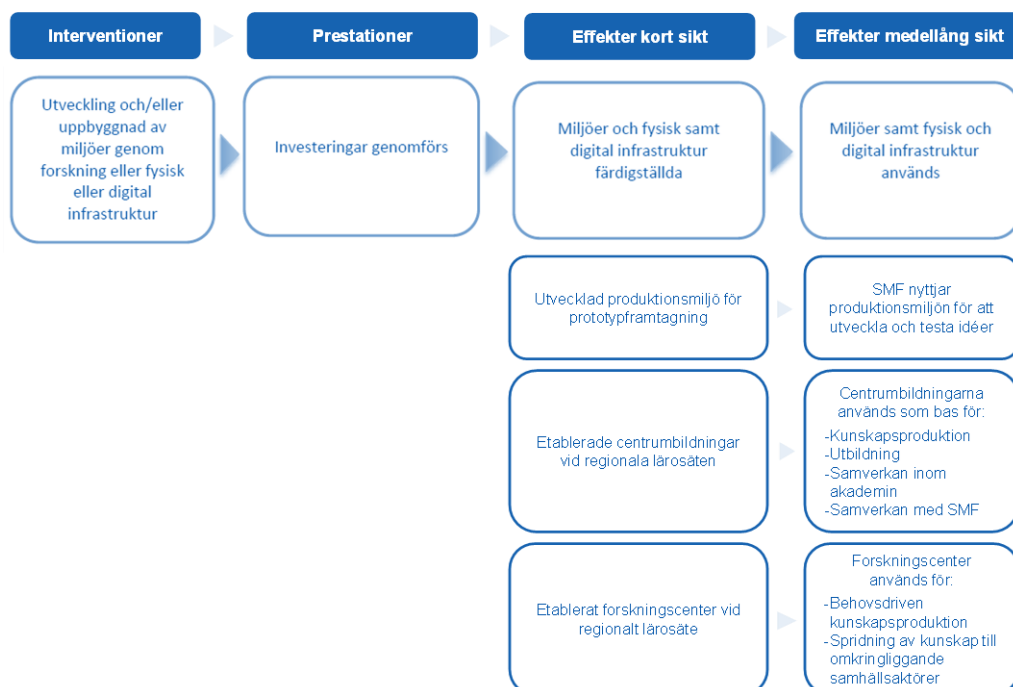 Interventioner
Prestationer
Effekter kort sikt
Effekter medellång sikt
Utveckling och/eller
uppbyggnad av
miljöer genom
forskning eller fysisk
eller digital
infrastruktur
Investeringar genomförs
Miljöer och fysisk samt
digital infrastruktur
färdigställda
Miljöer samt fysisk och
digital infrastruktur
används
Utvecklad produktionsmiljö för
prototypframtagning
SMF nyttjar
produktionsmiljön för att
utveckla och testa idéer
Etablerade centrumbildningar
vid regionala lärosäten
Centrumbildningarna
används som bas för:
-Kunskapsproduktion
-Utbildning
-Samverkan inom
akademin
-Samverkan med SMF
Etablerat forskningscenter vid
regionalt lärosäte
Forskningscenter
används för:
-Behovsdriven
kunskapsproduktion
-Spridning av kunskap till
omkringliggande
samhällsaktörer